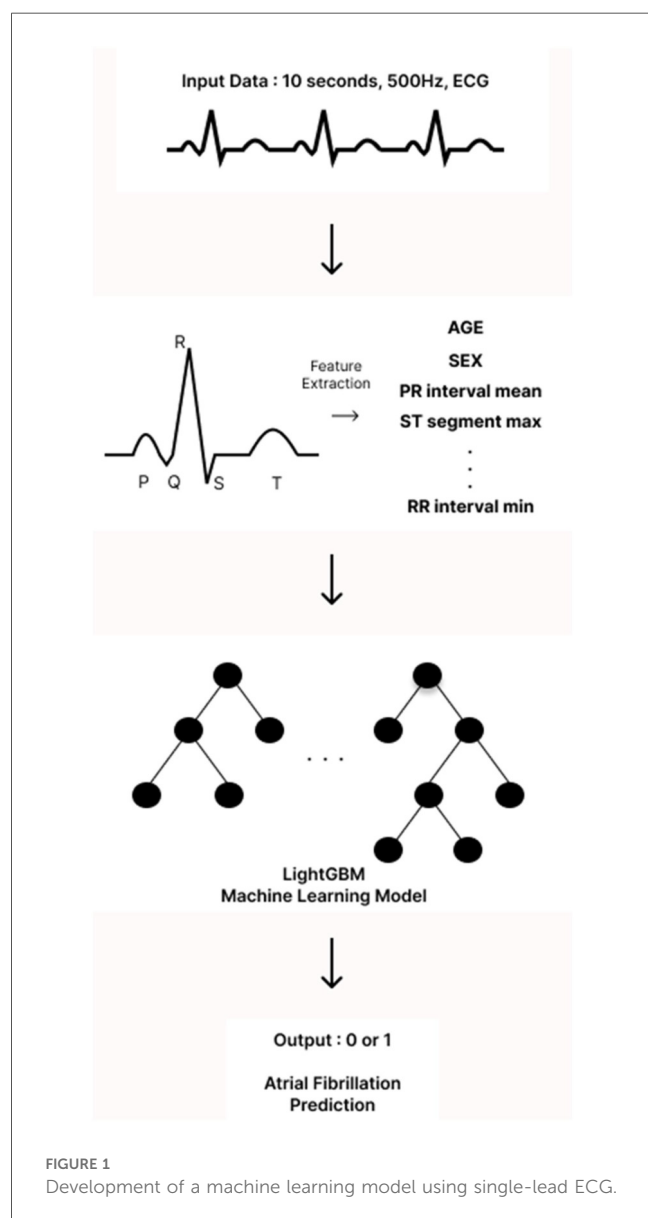 Input Data : 10 seconds, 500Hz, ECG
R
P Q S T
Feature
Extraction
AGE
SEX
PR interval mean
ST segment max
.
.
.
RR interval min
. . .
LightGBM
Machine Learning Model
Output : 0 or 1
Atrial Fibrillation
Prediction
FIGURE 1
Development of a machine learning model using single-lead ECG.